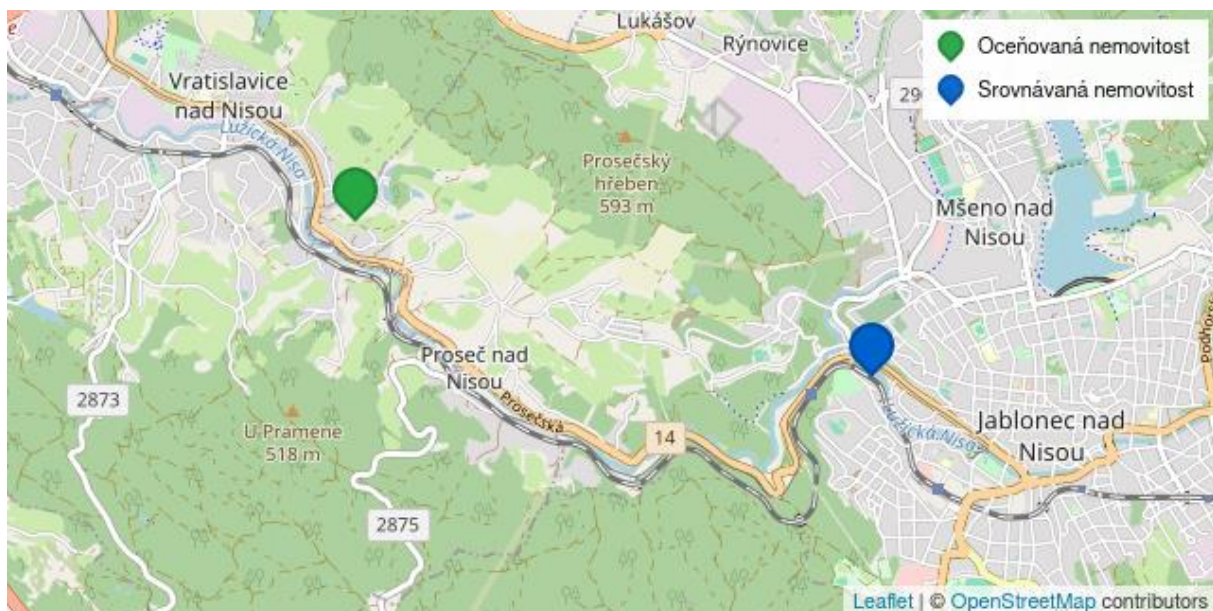 Lukášov
Rýnovice
Oceňovaná nemovitost
Srovnávaná nemovitost
Vratislavice
nad Nisou
Lužická Nisa
Prosečský
hřeben
593 m
Mšeno nad
Nisou
Proseč nad
Nisou
2873
U Pramene
518 m
Prosečská
14
2875
Lužická Nisa
Jablonec nad
Nisou
Leaflet | © OpenStreetMap contributors